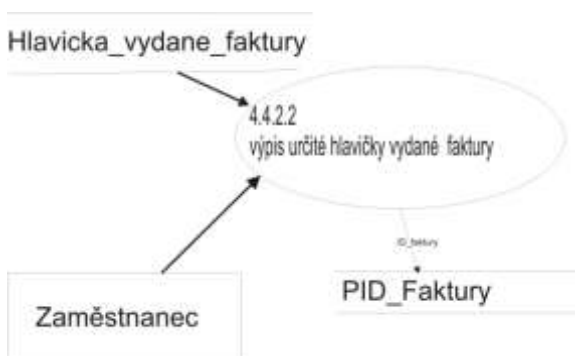 Hlavicka_vydane_faktury
4.4.2.2
výpis určité hlavičky vydané faktury
ID_faktury
PID_Faktury
Zaměstnanec